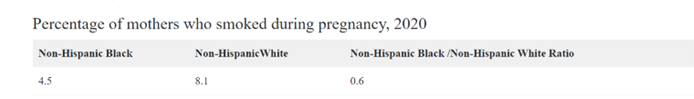 Percentage of mothers who smoked during pregnancy, 2020
Non-Hispanic Black Non-HispanicWhite Non-Hispanic Black /Non-Hispanic White Ratio
4.5 8.1 0.6